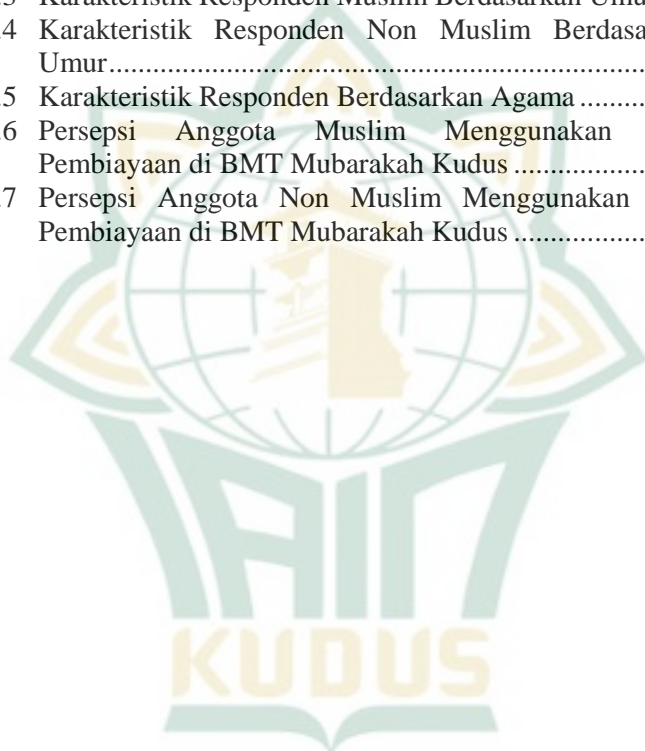 .3 Karakteristik Responden Muslim Berdasarkan Umu
.4 Karakteristik Responden Non Muslim Berdasa
Umur........................................................................
.5 Karakteristik Responden Berdasarkan Agama ..........
.6 Persepsi Anggota Muslim Menggunakan
Pembiayaan di BMT Mubarakah Kudus ..................
.7 Persepsi Anggota Non Muslim Menggunakan
Pembiayaan di BMT Mubarakah Kudus ..................
IAIN
KUDUS